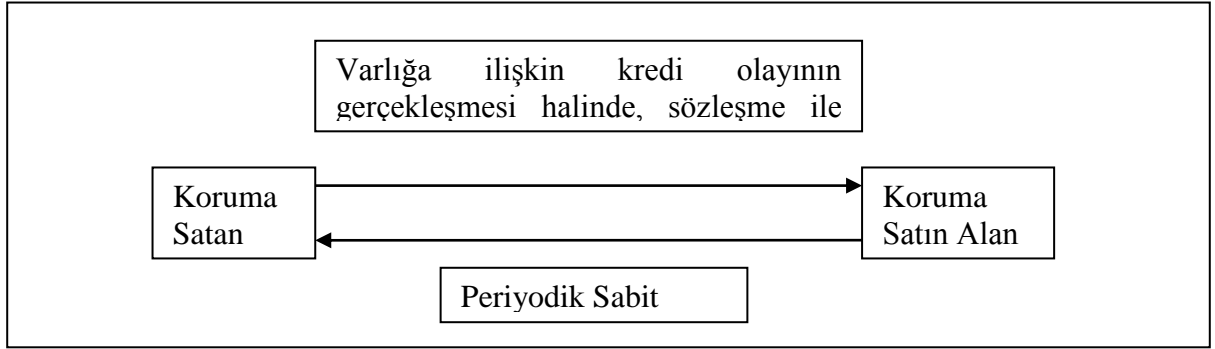 Varlığa ilişkin kredi olayının
gerçekleşmesi halinde, sözleşme ile
Koruma
Satan
Koruma
Satın Alan
Periyodik Sabit